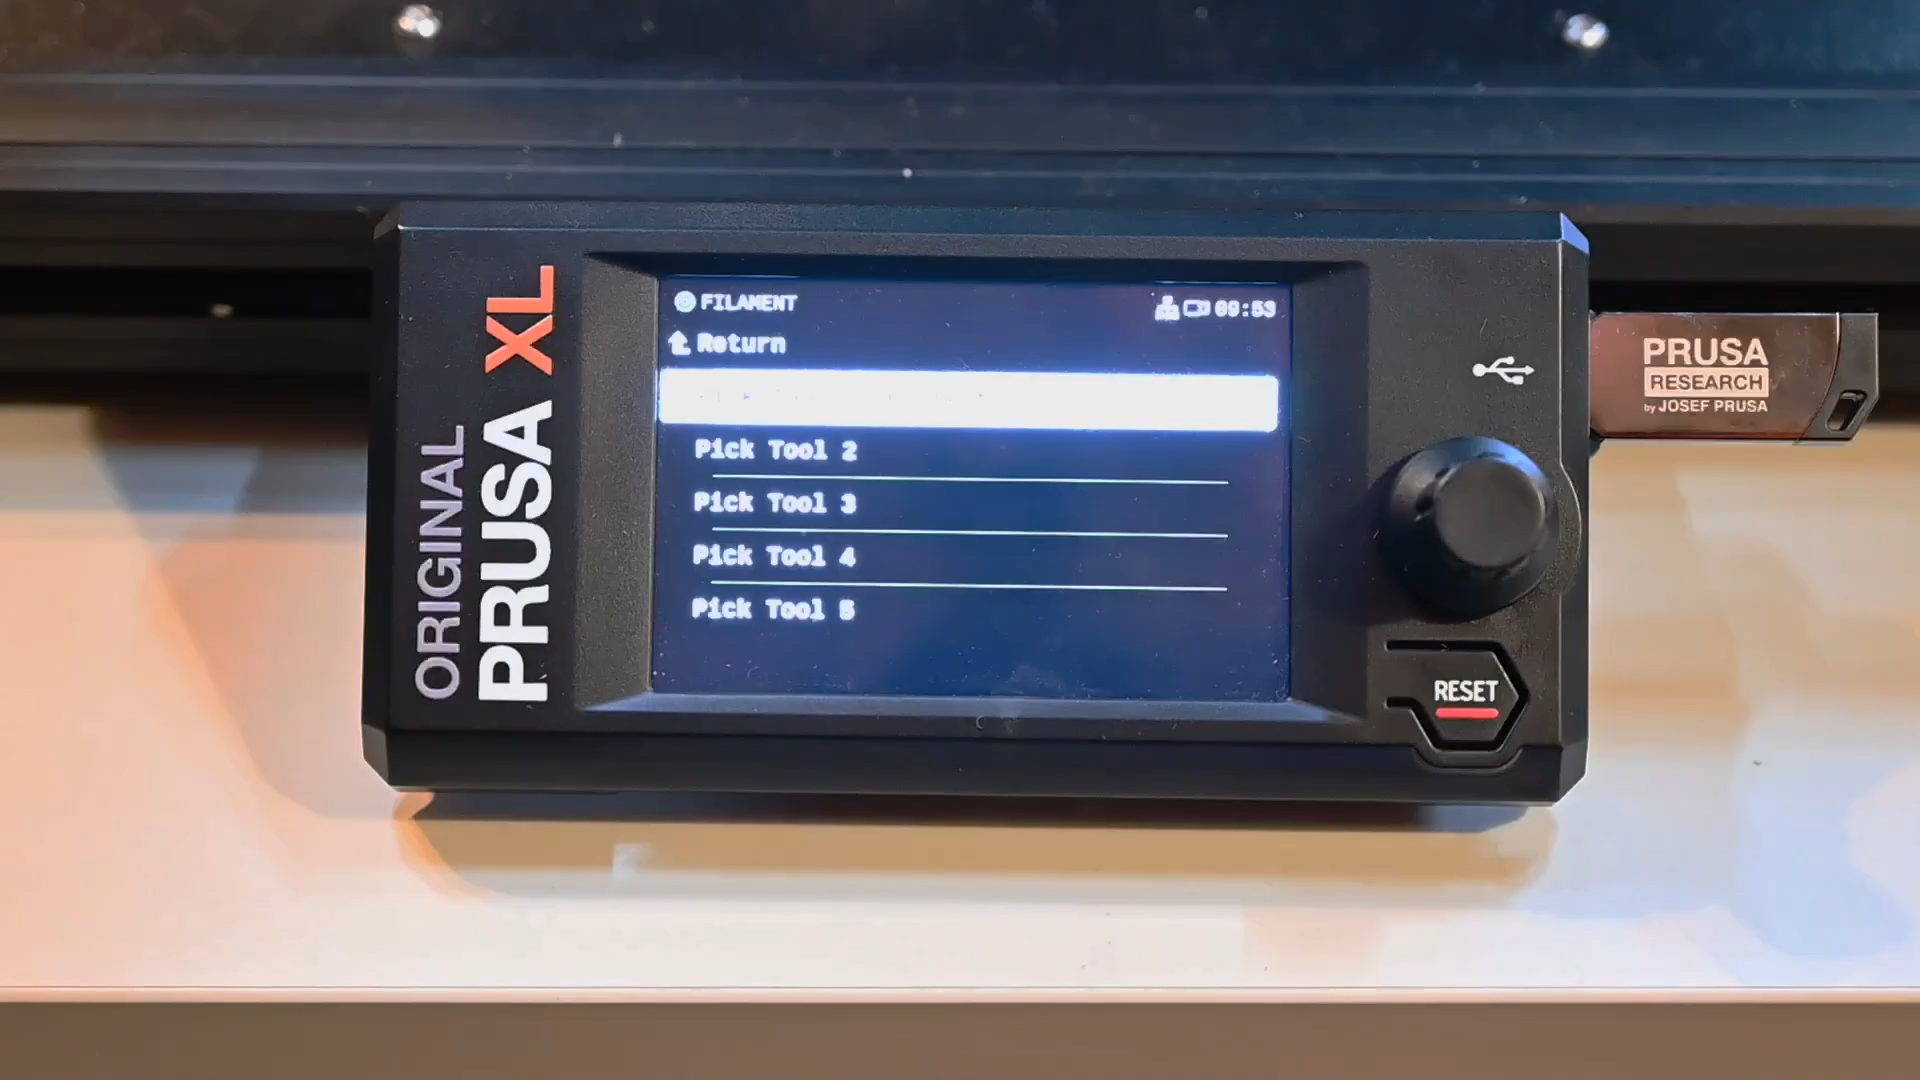 ORIGINAL
PRUSA XL
FILAMENT
09:53
Return
Pick Tool 2
Pick Tool 3
Pick Tool 4
Pick Tool 5
RESET
PRUSA
RESEARCH
by JOSEF PRUSA